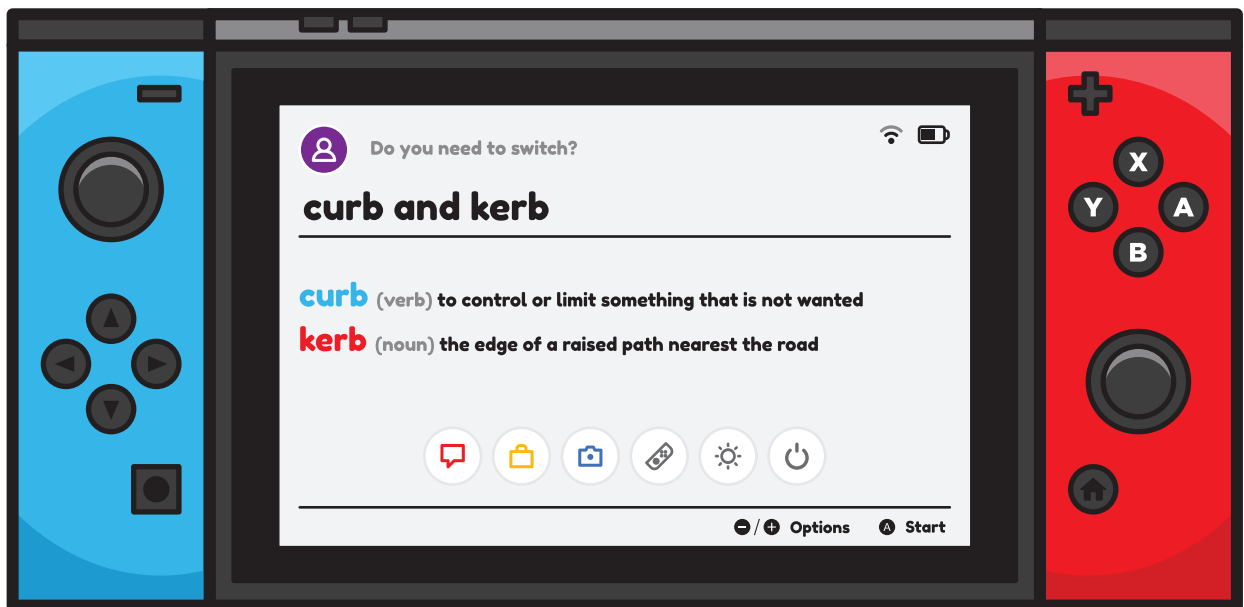 Do you need to switch?
curb and kerb
curb (verb) to control or limit something that is not wanted
kerb (noun) the edge of a raised path nearest the road
X
Y A
B
−/+ Options A Start